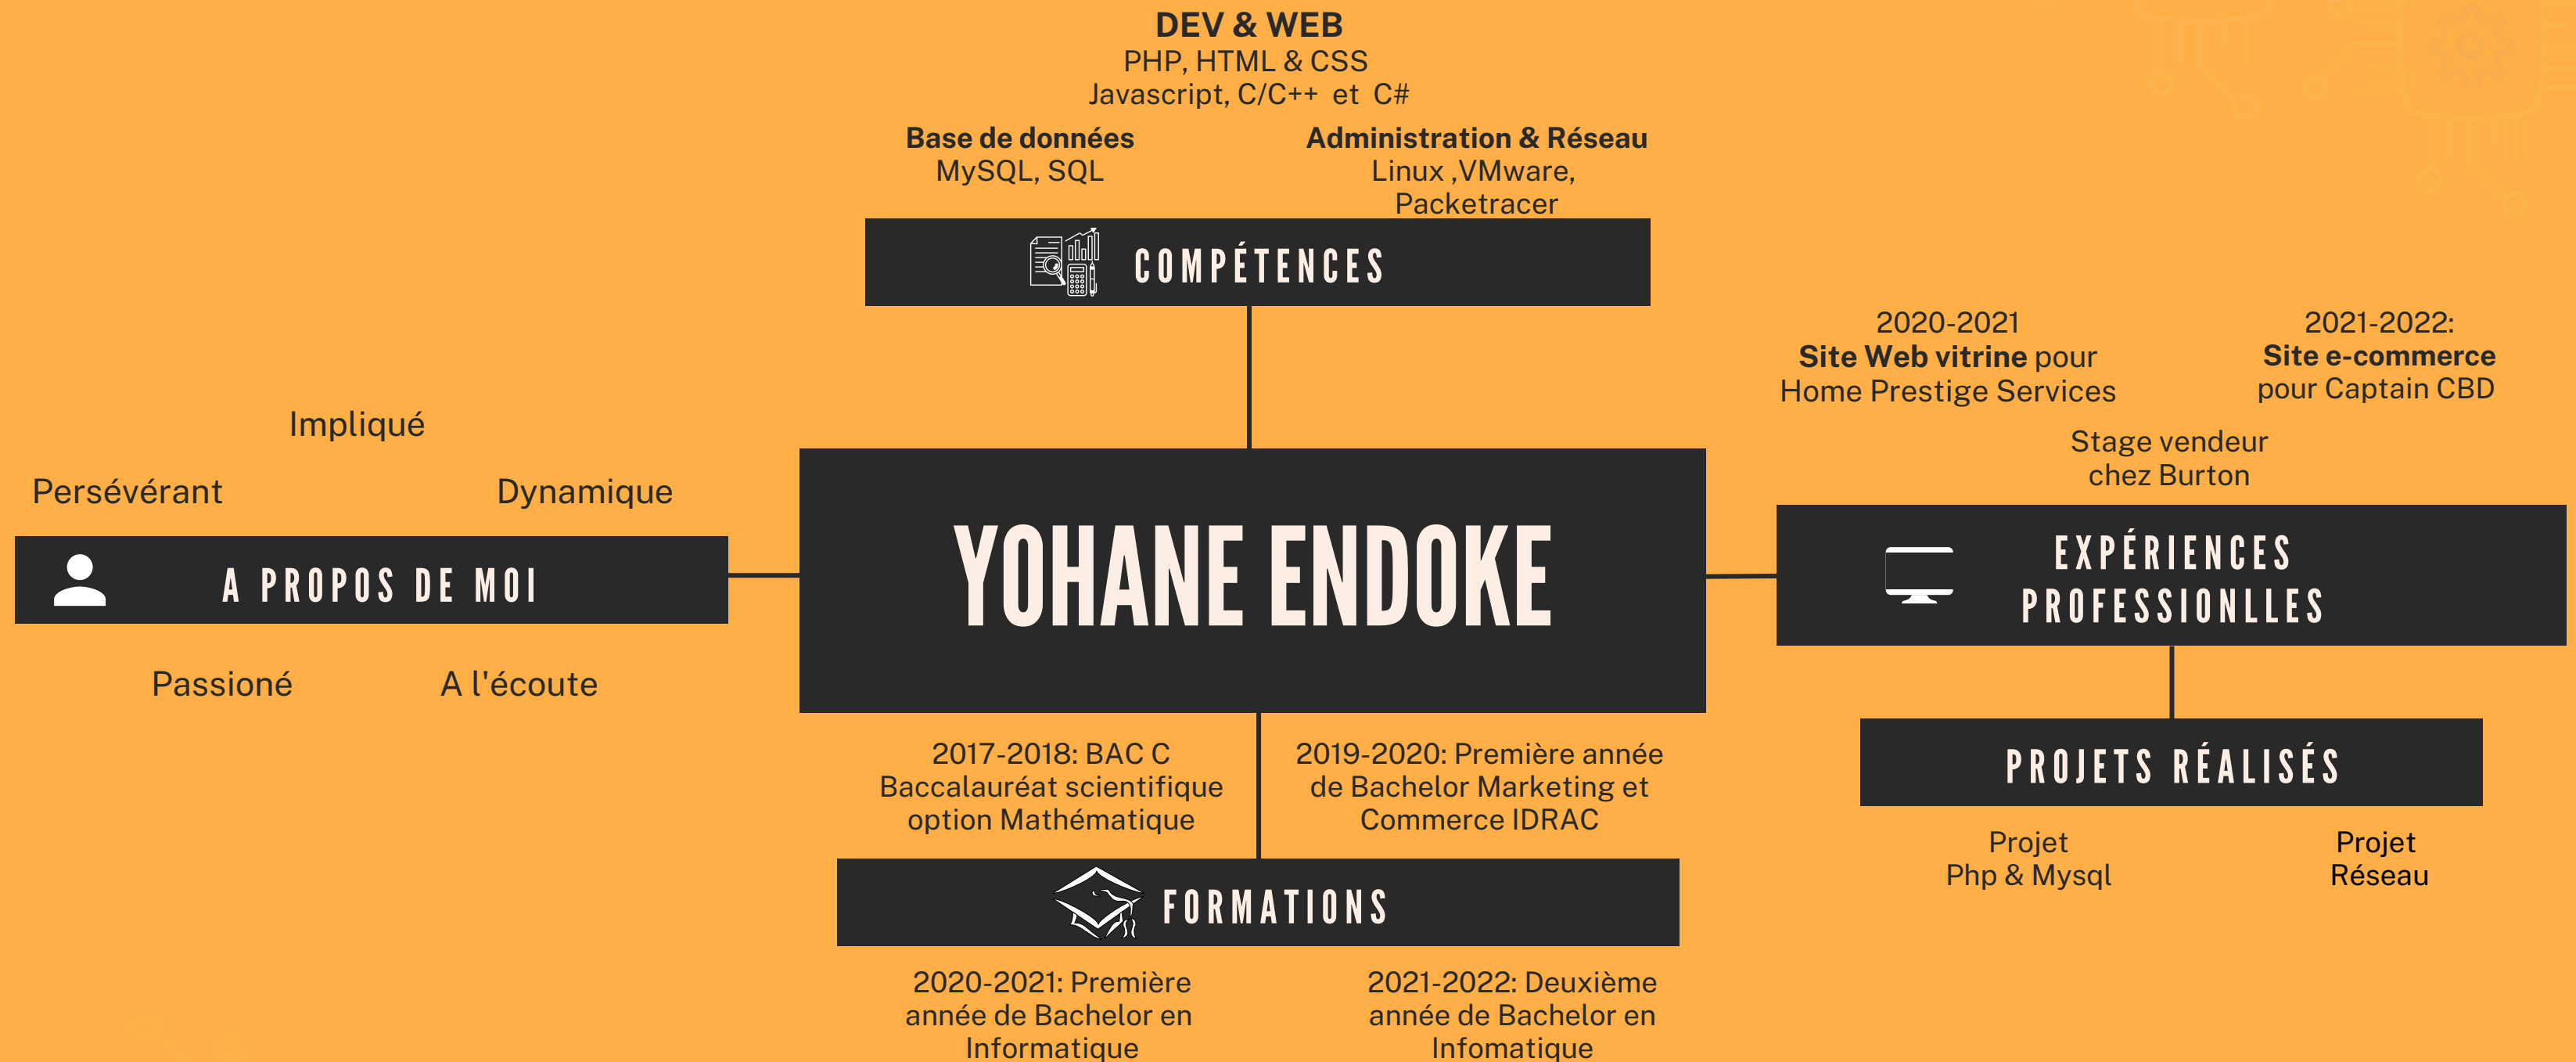 DEV & WEB
PHP, HTML & CSS
Javascript, C/C++ et C#
Base de données
MySQL, SQL
Administration & Réseau
Linux ,VMware,
Packetracer
COMPÉTENCES
Impliqué
Persévérant
Dynamique
A PROPOS DE MOI
Passioné
A l'écoute
YOHANE ENDOKE
2020-2021
Site Web vitrine pour
Home Prestige Services
2021-2022:
Site e-commerce
pour Captain CBD
Stage vendeur
chez Burton
EXPÉRIENCES
PROFESSIONLLES
PROJETS RÉALISÉS
Projet
Php & Mysql
Projet
Réseau
2017-2018: BAC C
Baccalauréat scientifique
option Mathématique
2019-2020: Première année
de Bachelor Marketing et
Commerce IDRAC
FORMATIONS
2020-2021: Première
année de Bachelor en
Informatique
2021-2022: Deuxième
année de Bachelor en
Infomatique